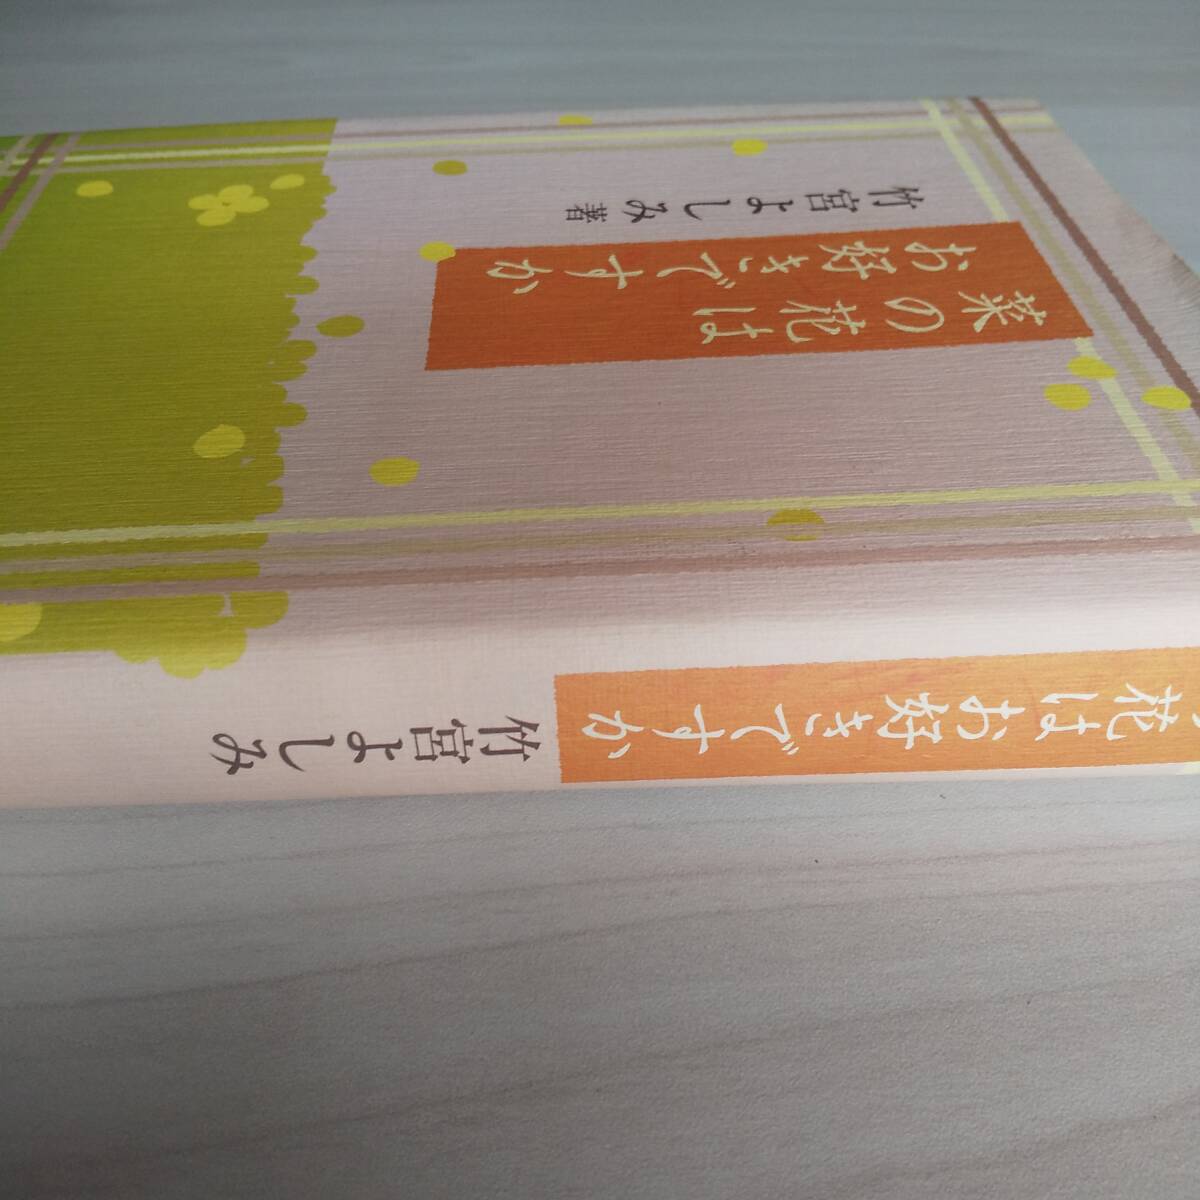 菜の花は
お好きですか
竹宮よしみ著
花はお好きですか
竹宮よしみ